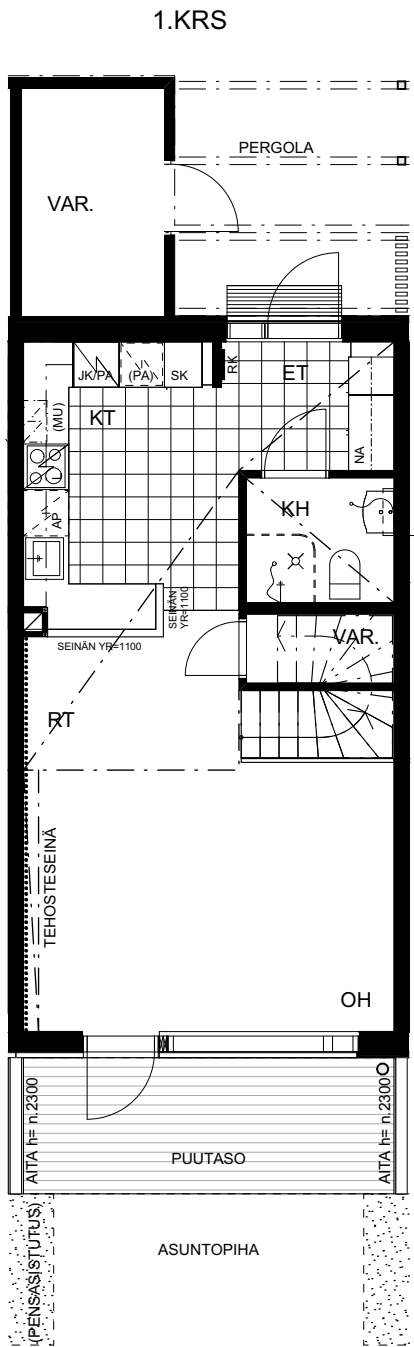 1.KRS
PERGOLA
VAR.
JK/PA
(PA)
SK
RK
ET
KT
(MU)
NA
KH
AP
SEINÄN
YR=1100
SEINÄN YR=1100
VAR.
RT
TEHOSTESEINÄ
OH
AITA h= n.2300
AITA h= n.2300
PUUTASO
ASUNTOPIHA
(PENSASISTUTUS)